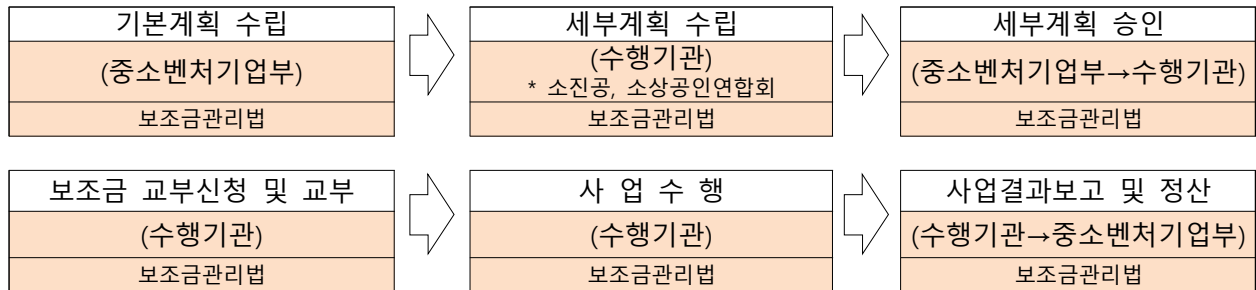 기본계획 수립
(중소벤처기업부)
보조금관리법
세부계획 수립
(수행기관)
* 소진공, 소상공인연합회
보조금관리법
세부계획 승인
(중소벤처기업부→수행기관)
보조금관리법
보조금 교부신청 및 교부
(수행기관)
보조금관리법
사 업 수 행
(수행기관)
보조금관리법
사업결과보고 및 정산
(수행기관→중소벤처기업부)
보조금관리법